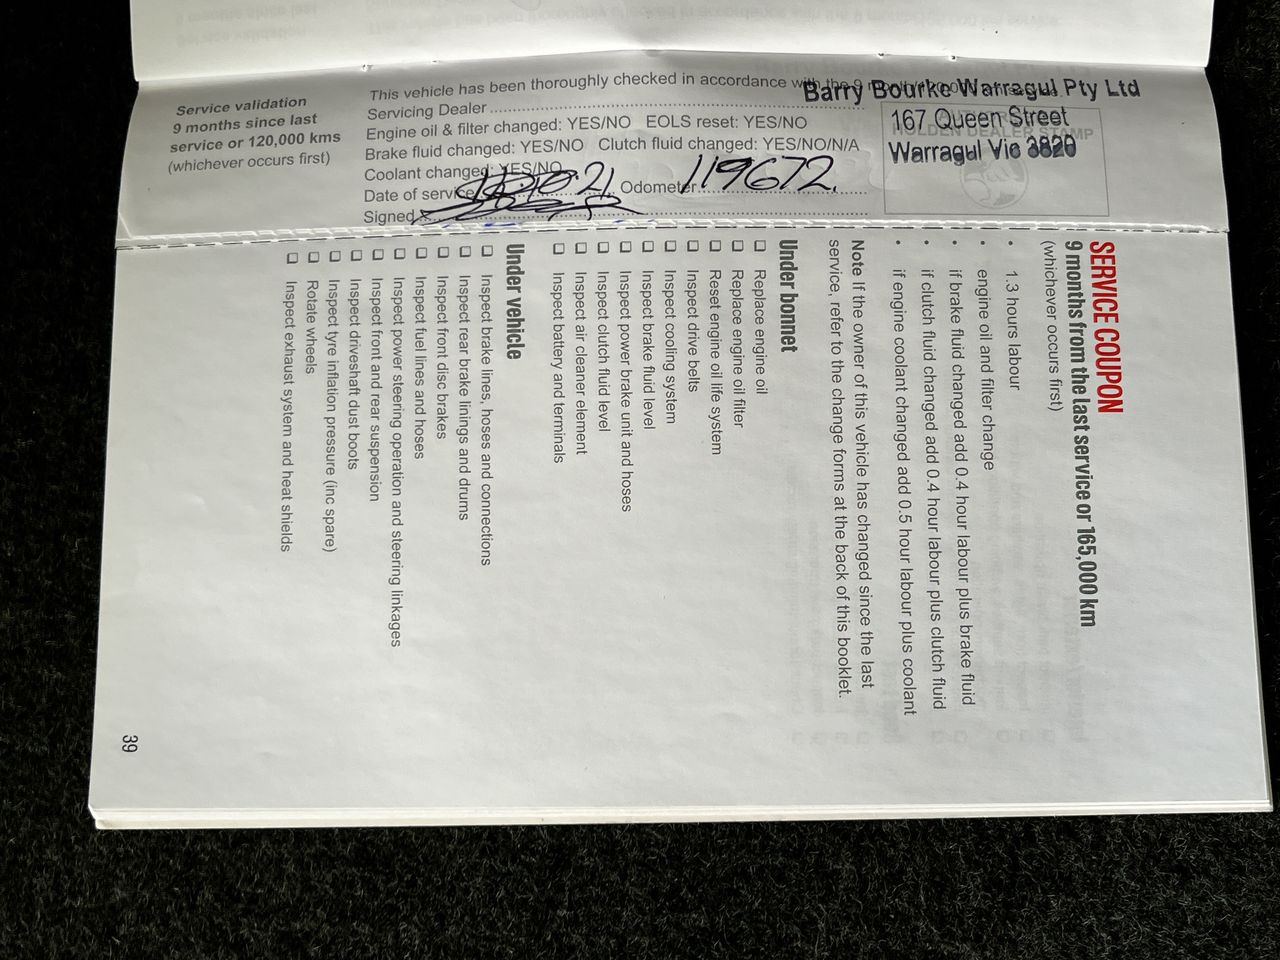 Service validation
9 months since last
service or 120,000 kms
(whichever occurs first)
This vehicle has been thoroughly checked in accordance with the 9
Servicing Dealer
Engine oil & filter changed: YES/NO EOLS reset: YES/NO
Brake fluid changed: YES/NO Clutch fluid changed: YES/NO/N/A
Coolant changed: YES/NO
Date of service Odometer 119672
Signed
Barry Bourke Warragul Pty Ltd
167 Queen Street
HOLDEN DEALER STAMP
Warragul Vic 3820
SERVICE COUPON
9 months from the last service or 165,000 km
(whichever occurs first)
• 1.3 hours labour
• engine oil and filter change
• if brake fluid changed add 0.4 hour labour plus brake fluid
• if clutch fluid changed add 0.4 hour labour plus clutch fluid
• if engine coolant changed add 0.5 hour labour plus coolant
Note If the owner of this vehicle has changed since the last
service, refer to the change forms at the back of this booklet.
Under bonnet
Replace engine oil
Replace engine oil filter
Reset engine oil life system
Inspect drive belts
Inspect cooling system
Inspect brake fluid level
Inspect power brake unit and hoses
Inspect clutch fluid level
Inspect air cleaner element
Inspect battery and terminals
Under vehicle
Inspect brake lines, hoses and connections
Inspect rear brake linings and drums
Inspect front disc brakes
Inspect fuel lines and hoses
Inspect power steering operation and steering linkages
Inspect front and rear suspension
Inspect driveshaft dust boots
Inspect tyre inflation pressure (inc spare)
Rotate wheels
Inspect exhaust system and heat shields
39